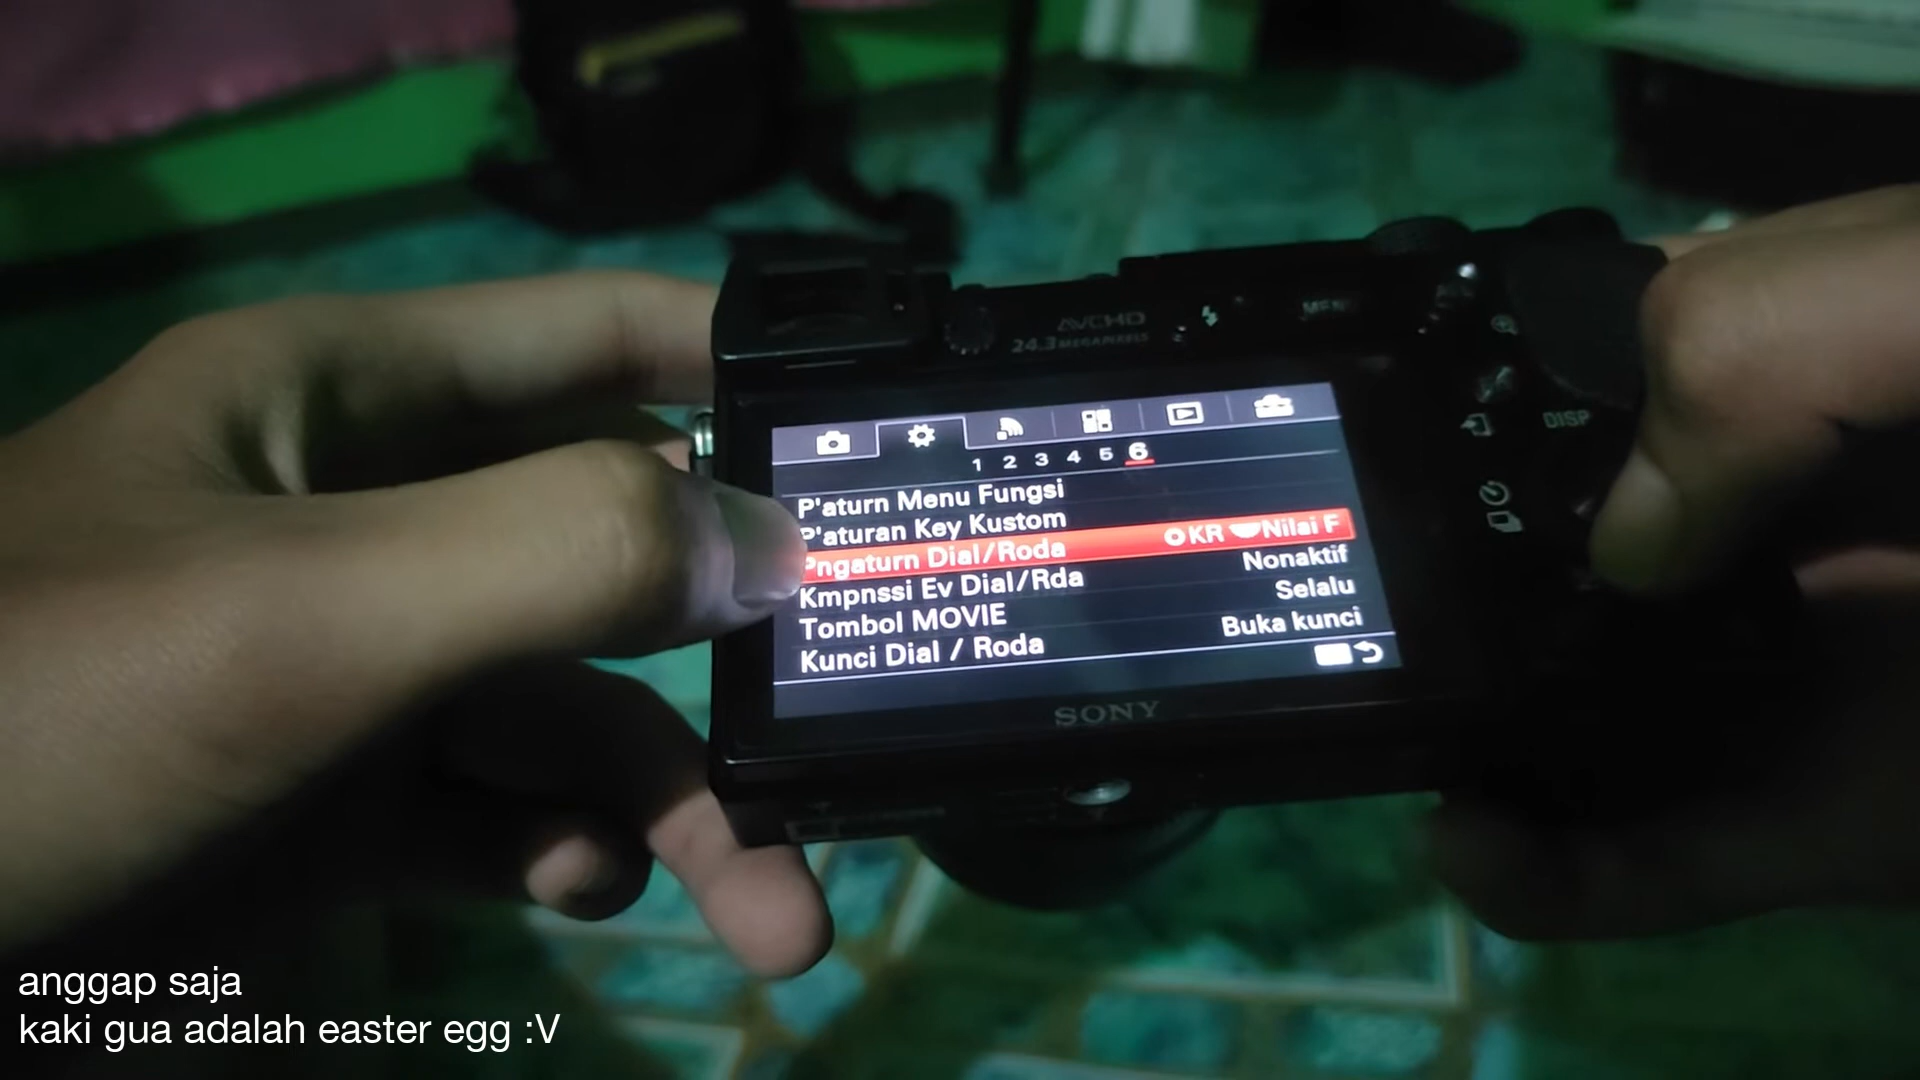 AVCHD
24.3 MEGAPIXELS
MENU
DISP
1 2 3 4 5 6
P'aturn Menu Fungsi
P'aturan Key Kustom
Pngaturn Dial/Roda KR Nilai F
Kmpnssi Ev Dial/Rda Nonaktif
Tombol MOVIE Selalu
Kunci Dial / Roda Buka kunci
SONY
anggap saja
kaki gua adalah easter egg :V